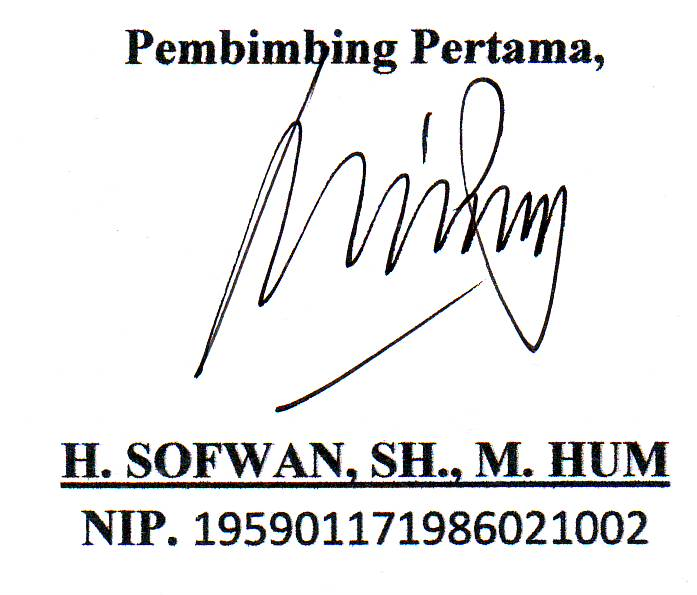 Pembimbing Pertama,
H. SOFWAN, SH., M. HUM
NIP. 195901171986021002